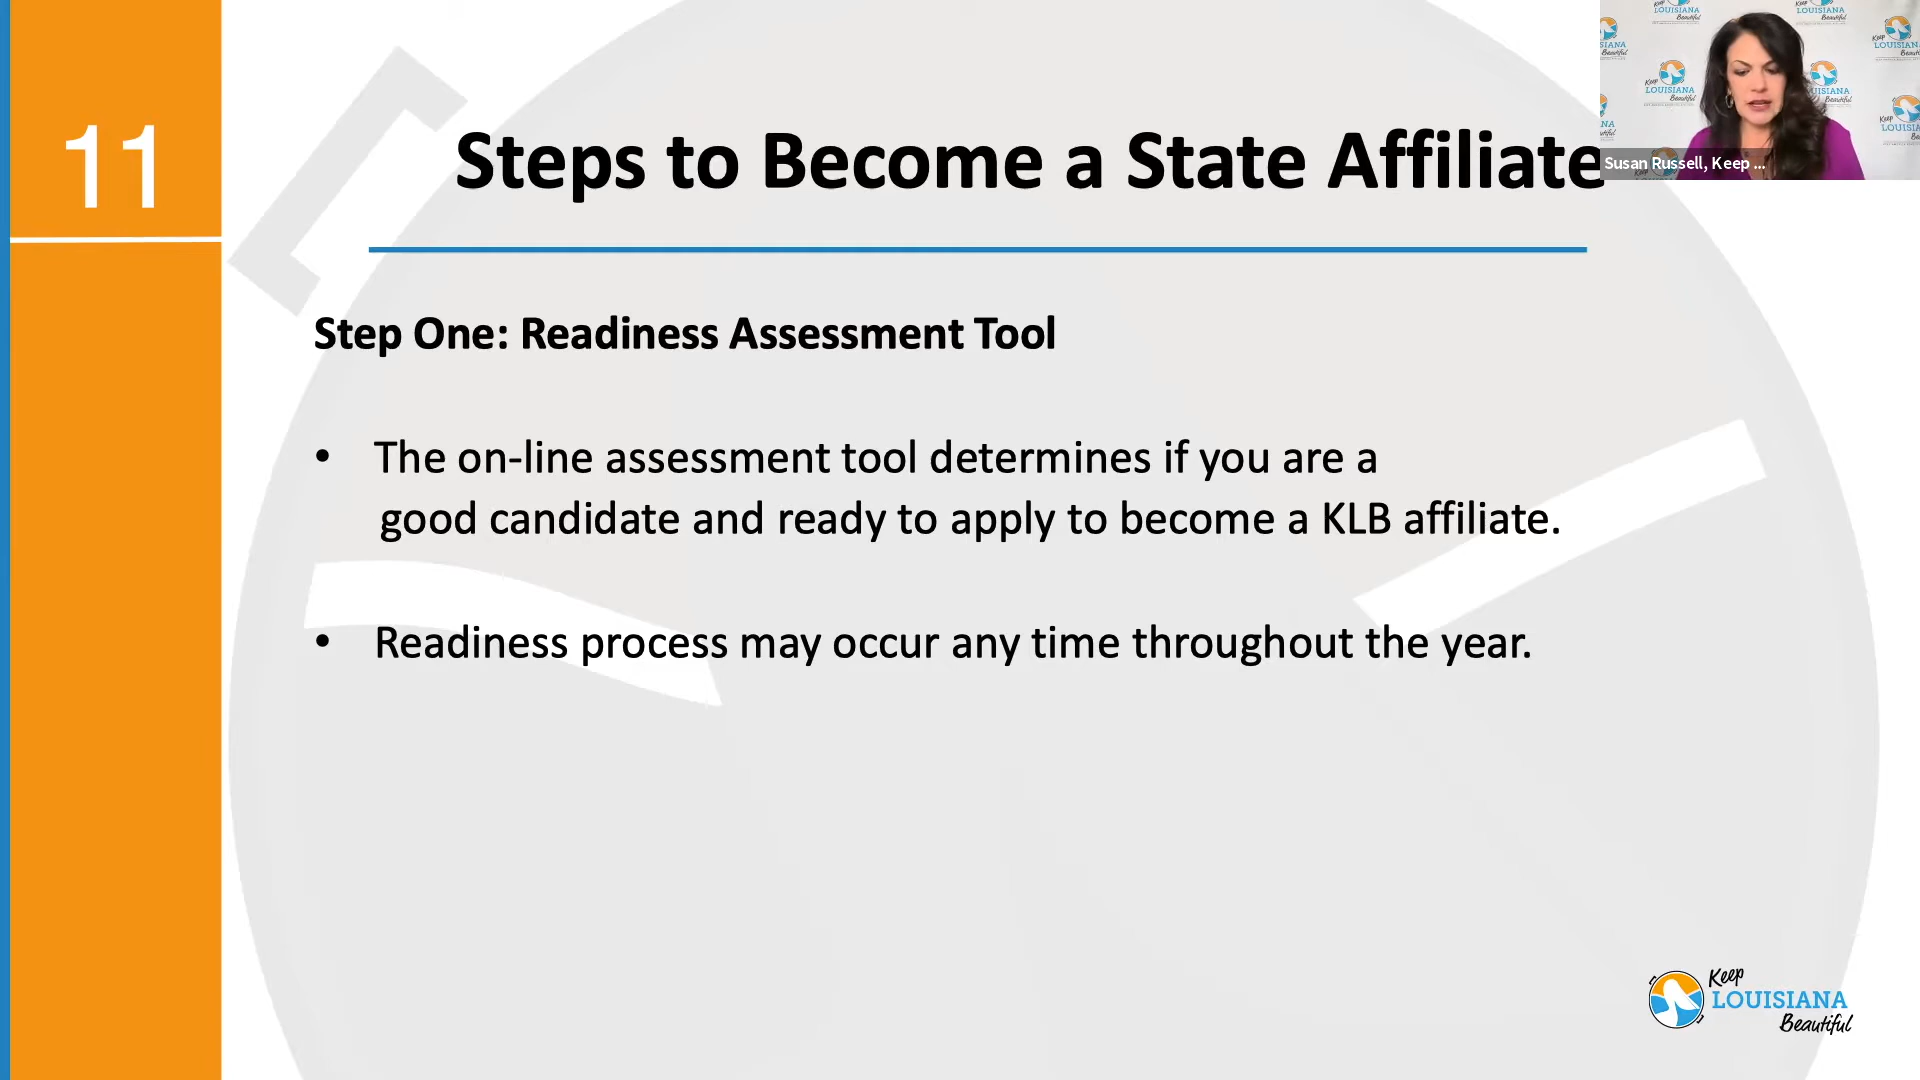 11
Steps to Become a State Affiliate
Susan Russell, Keep ...
Step One: Readiness Assessment Tool
• The on-line assessment tool determines if you are a
good candidate and ready to apply to become a KLB affiliate.
• Readiness process may occur any time throughout the year.
Keep
LOUISIANA
Beautiful